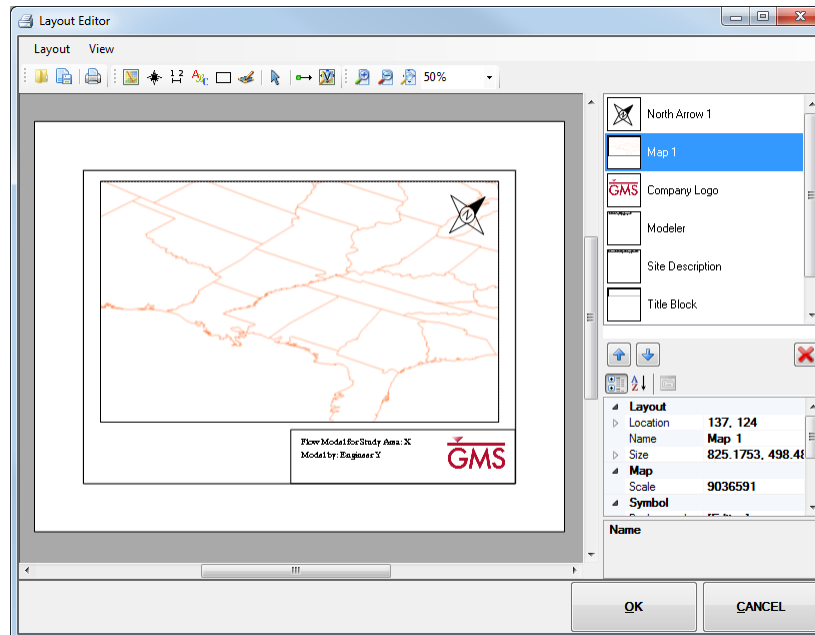 Layout Editor
Layout View
1 2
A
B
C
50%
N
Flow Model for Study Area: X
Model by: Engineer Y
GMS
North Arrow 1
Map 1
GMS Company Logo
Modeler
Site Description
Title Block
A
Z
Layout
Location 137, 124
Name Map 1
Size 825.1753, 498.48
Map
Scale 9036591
Symbol
Name
OK CANCEL